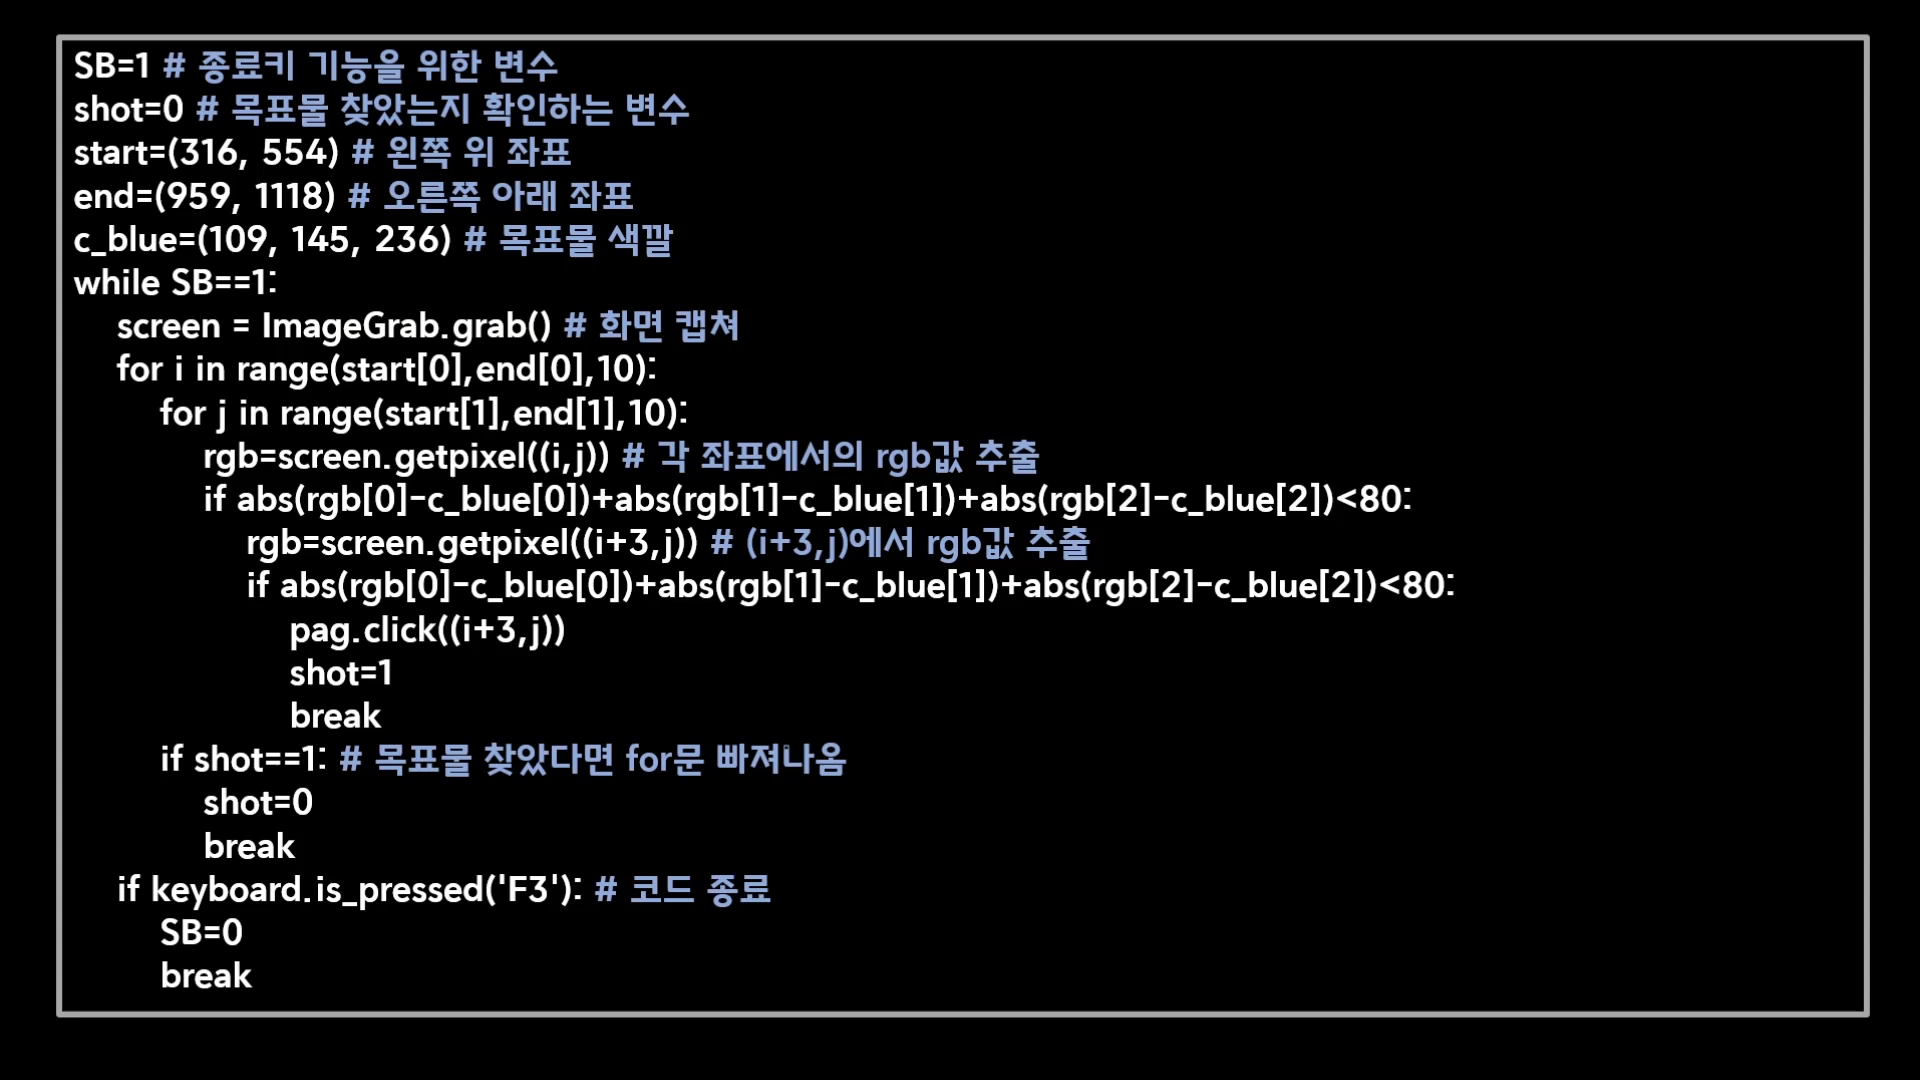 SB=1 # 종료키 기능을 위한 변수
shot=0 # 목표물 찾았는지 확인하는 변수
start=(316, 554) # 왼쪽 위 좌표
end=(959, 1118) # 오른쪽 아래 좌표
c_blue=(109, 145, 236) # 목표물 색깔
while SB==1:
    screen = ImageGrab.grab() # 화면 캡쳐
    for i in range(start[0],end[0],10):
        for j in range(start[1],end[1],10):
            rgb=screen.getpixel((i,j)) # 각 좌표에서의 rgb값 추출
            if abs(rgb[0]-c_blue[0])+abs(rgb[1]-c_blue[1])+abs(rgb[2]-c_blue[2])<80:
                rgb=screen.getpixel((i+3,j)) # (i+3,j)에서 rgb값 추출
                if abs(rgb[0]-c_blue[0])+abs(rgb[1]-c_blue[1])+abs(rgb[2]-c_blue[2])<80:
                    pag.click((i+3,j))
                    shot=1
                    break
        if shot==1: # 목표물 찾았다면 for문 빠져나옴
            shot=0
            break
    if keyboard.is_pressed('F3'): # 코드 종료
        SB=0
        break